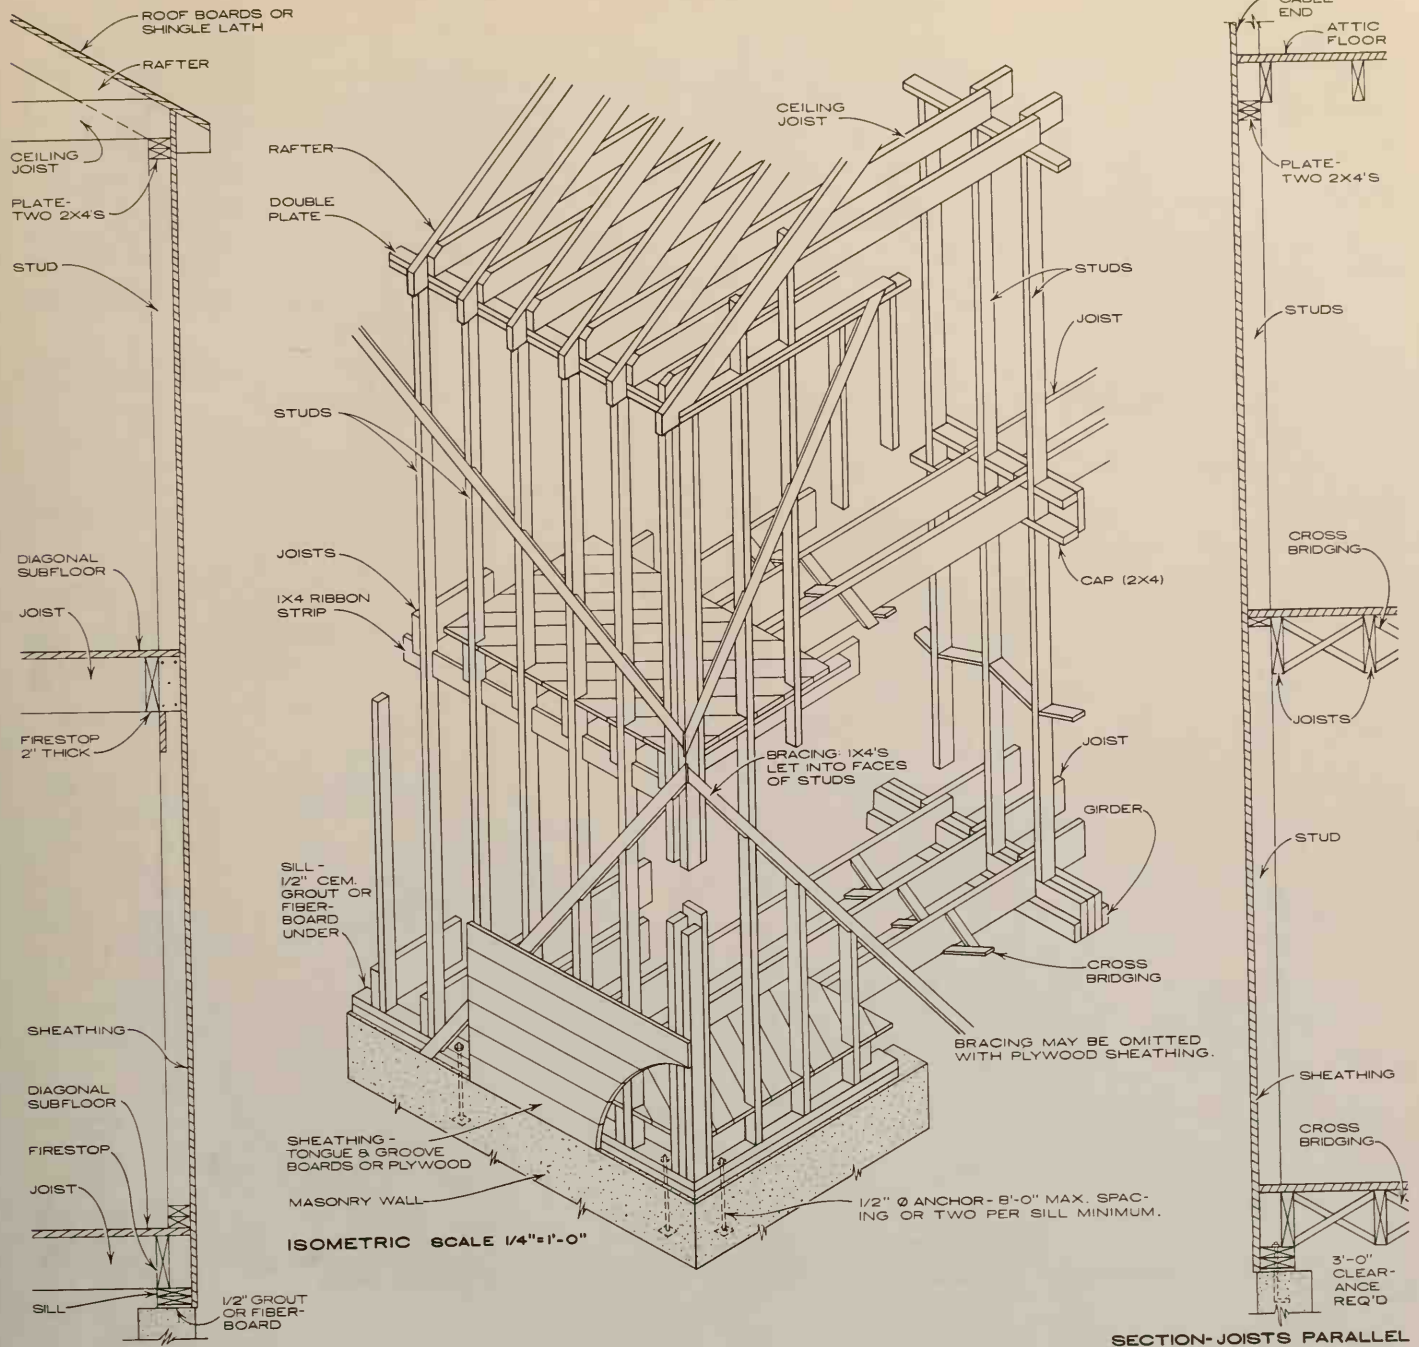 ROOF BOARDS OR
SHINGLE LATH
RAFTER
CEILING
JOIST
PLATE-
TWO 2X4'S
STUD
DIAGONAL
SUBFLOOR
JOIST
FIRESTOP
2" THICK
SHEATHING
DIAGONAL
SUBFLOOR
FIRESTOP
JOIST
SILL
1/2" GROUT
OR FIBER-
BOARD
RAFTER
DOUBLE
PLATE
STUDS
JOISTS
1X4 RIBBON
STRIP
SILL -
1/2" CEM.
GROUT OR
FIBER-
BOARD
UNDER
SHEATHING -
TONGUE & GROOVE
BOARDS OR PLYWOOD
MASONRY WALL
ISOMETRIC SCALE 1/4"=1'-0"
CEILING
JOIST
STUDS
JOIST
CAP (2X4)
BRACING: 1X4'S
LET INTO FACES
OF STUDS
JOIST
GIRDER
CROSS
BRIDGING
BRACING MAY BE OMITTED
WITH PLYWOOD SHEATHING.
1/2" Ø ANCHOR - 8'-0" MAX. SPAC-
ING OR TWO PER SILL MINIMUM.
END
ATTIC
FLOOR
PLATE-
TWO 2X4'S
STUDS
CROSS
BRIDGING
JOISTS
STUD
SHEATHING
CROSS
BRIDGING
3'-0"
CLEAR-
ANCE
REQ'D
SECTION-JOISTS PARALLEL